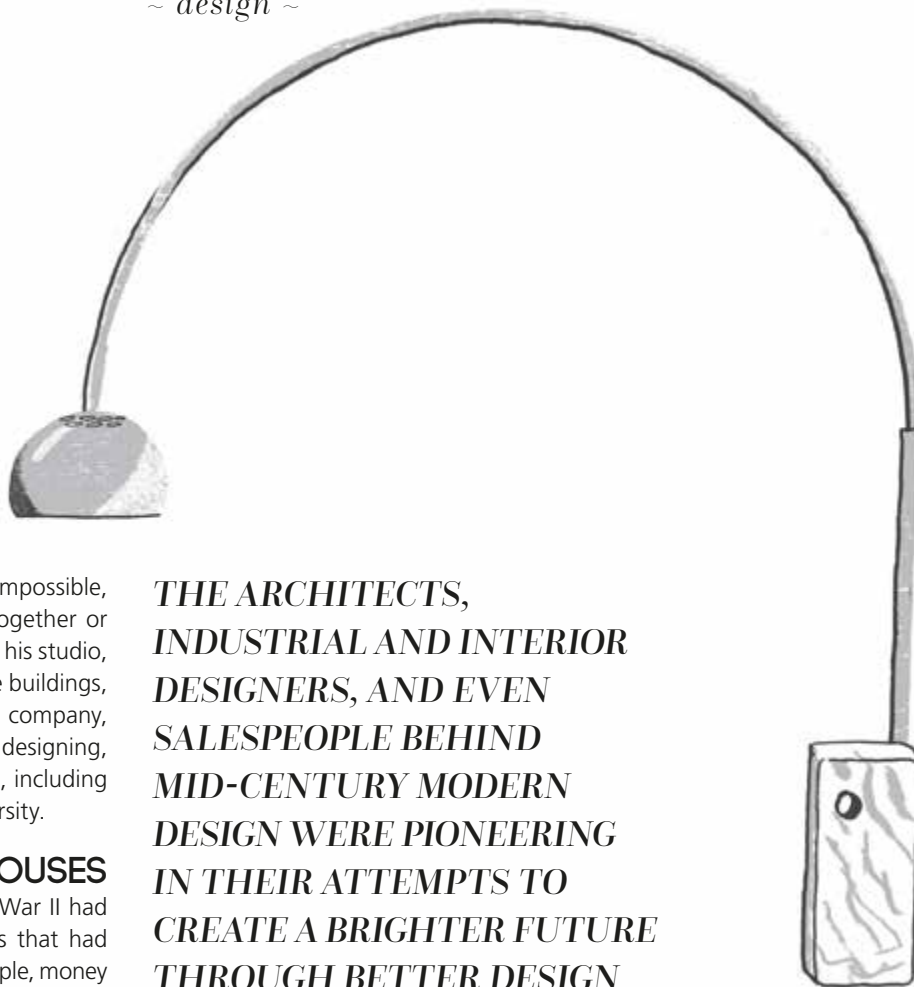 ~ design ~
mpossible,
ogether or
his studio,
buildings,
company,
designing,
, including
rsity.
OUSES
War II had
s that had
ple, money
THE ARCHITECTS,
INDUSTRIAL AND INTERIOR
DESIGNERS, AND EVEN
SALESPEOPLE BEHIND
MID-CENTURY MODERN
DESIGN WERE PIONEERING
IN THEIR ATTEMPTS TO
CREATE A BRIGHTER FUTURE
THROUGH BETTER DESIGN